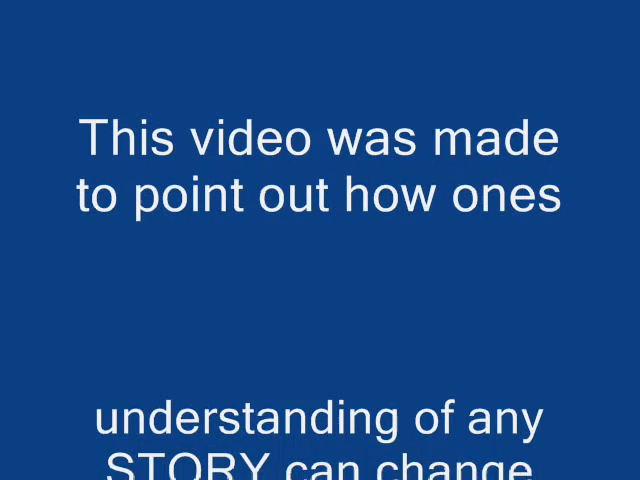 This video was made
to point out how ones
understanding of any
STORY can change